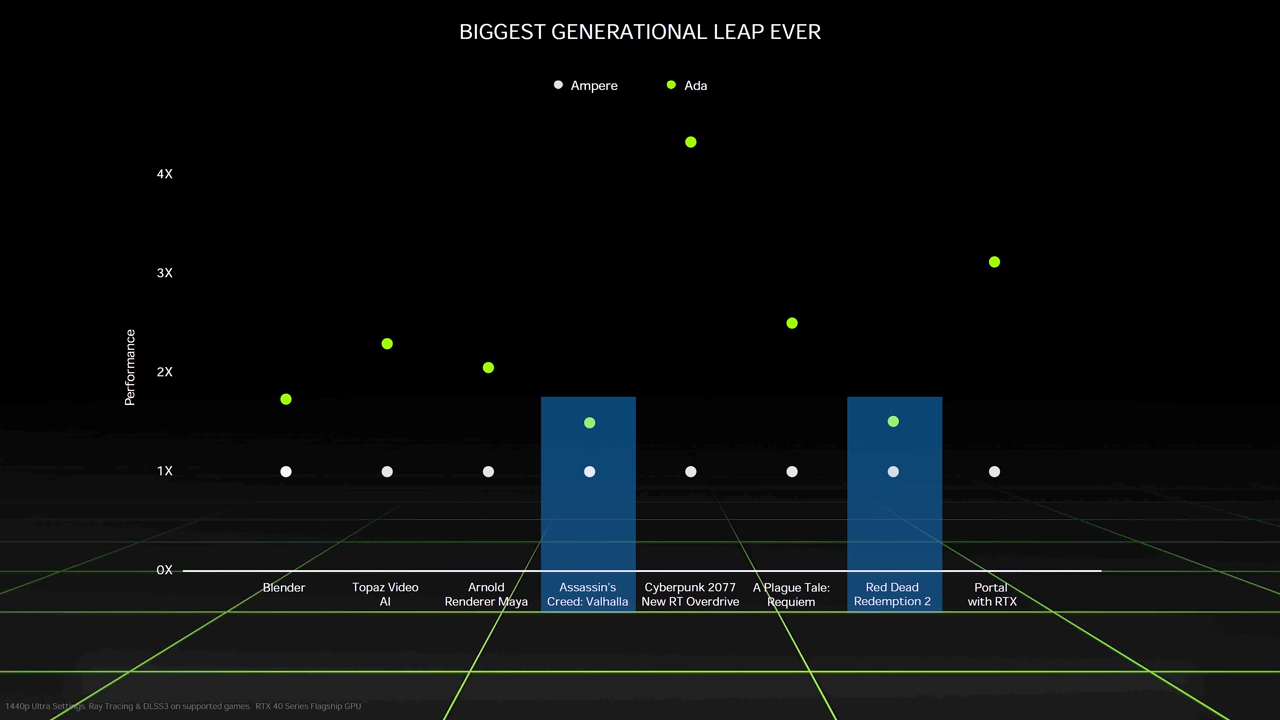 BIGGEST GENERATIONAL LEAP EVER
Ampere
Ada
4X
3X
2X
1X
0X
Performance
Blender
Topaz Video
AI
Arnold
Renderer Maya
Assassin's
Creed: Valhalla
Cyberpunk 2077
New RT Overdrive
A Plague Tale:
Requiem
Red Dead
Redemption 2
Portal
with RTX
1440p Ultra Settings. Ray Tracing & DLSS3 on supported games. RTX 40 Series Flagship GPU